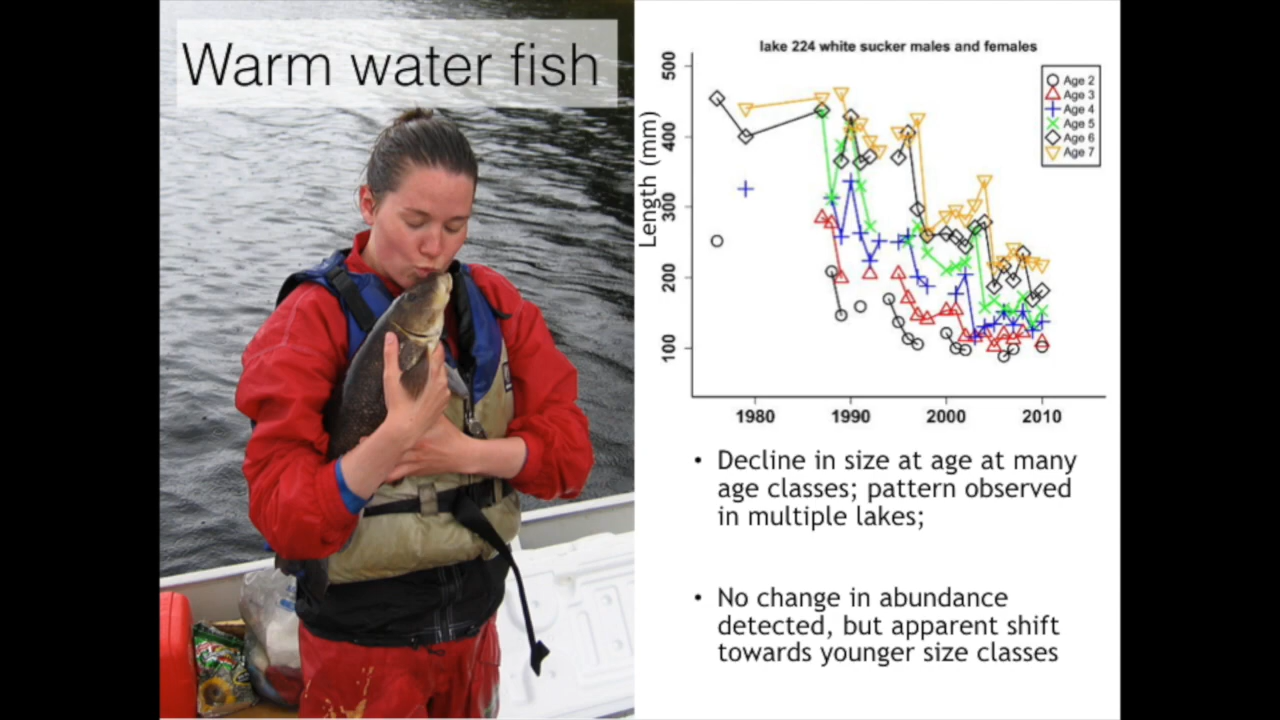 Warm water fish
lake 224 white sucker males and females
500
400
300
200
100
Length (mm)
Age 2
Age 3
Age 4
Age 5
Age 6
Age 7
1980
1990
2000
2010
• Decline in size at age at many
age classes; pattern observed
in multiple lakes;
• No change in abundance
detected, but apparent shift
towards younger size classes